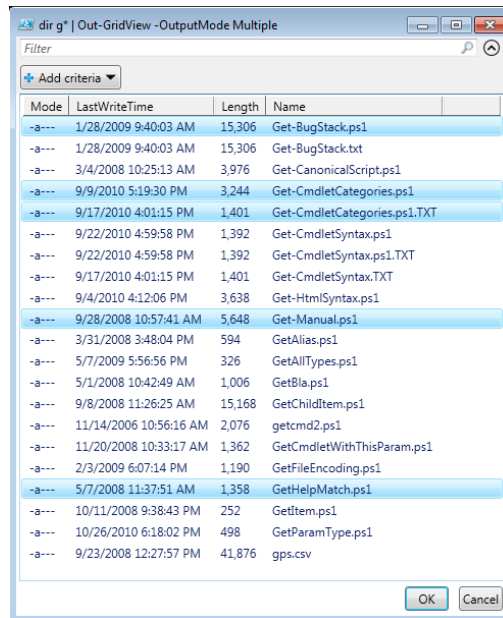 dir g* | Out-GridView -OutputMode Multiple
Filter
Add criteria
Mode LastWriteTime Length Name
-a--- 1/28/2009 9:40:03 AM 15,306 Get-BugStack.ps1
-a--- 1/28/2009 9:40:03 AM 15,306 Get-BugStack.txt
-a--- 3/4/2008 10:25:13 AM 3,976 Get-CanonicalScript.ps1
-a--- 9/9/2010 5:19:30 PM 3,244 Get-CmdletCategories.ps1
-a--- 9/17/2010 4:01:15 PM 1,401 Get-CmdletCategories.ps1.TXT
-a--- 9/22/2010 4:59:58 PM 1,392 Get-CmdletSyntax.ps1
-a--- 9/22/2010 4:59:58 PM 1,392 Get-CmdletSyntax.ps1.TXT
-a--- 9/17/2010 4:01:15 PM 1,401 Get-CmdletSyntax.TXT
-a--- 9/4/2010 4:12:06 PM 3,638 Get-HtmlSyntax.ps1
-a--- 9/28/2008 10:57:41 AM 5,648 Get-Manual.ps1
-a--- 3/31/2008 3:48:04 PM 594 GetAlias.ps1
-a--- 5/7/2009 5:56:56 PM 326 GetAllTypes.ps1
-a--- 5/1/2008 10:42:49 AM 1,006 GetBla.ps1
-a--- 9/8/2008 11:26:25 AM 15,168 GetChildItem.ps1
-a--- 11/14/2006 10:56:16 AM 2,076 getcmd2.ps1
-a--- 11/20/2008 10:33:17 AM 1,362 GetCmdletWithThisParam.ps1
-a--- 2/3/2009 6:07:14 PM 1,190 GetFileEncoding.ps1
-a--- 5/7/2008 11:37:51 AM 1,358 GetHelpMatch.ps1
-a--- 10/11/2008 9:38:43 PM 252 GetItem.ps1
-a--- 10/26/2010 6:18:02 PM 498 GetParamType.ps1
-a--- 9/23/2008 12:27:57 PM 41,876 gps.csv
OK Cancel